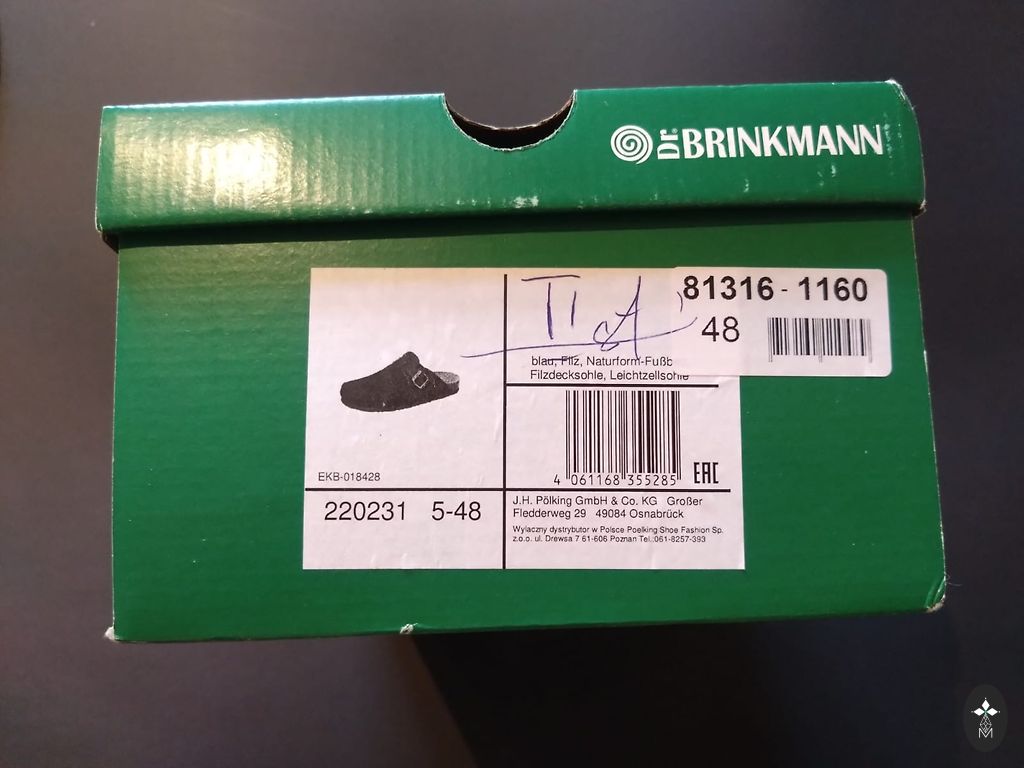 Dr. BRINKMANN
81316 - 1160
48
blau, Filz, Naturform-Fußb
Filzdecksohle, Leichtzellsohle
4 061168 355285
EAC
EKB-018428
220231 5-48
J.H. Pölking GmbH & Co. KG Großer
Fledderweg 29 49084 Osnabrück
Wylaczny dystrybutor w Polsce Poelking Shoe Fashion Sp.
z.o.o. ul. Drewsa 7 61-606 Poznan Tel.:061-8257-393